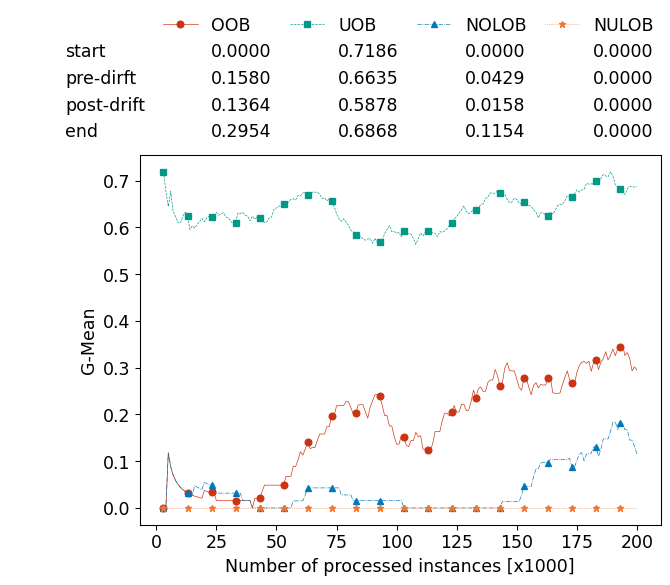 OOB UOB NOLOB NULOB
start 0.0000 0.7186 0.0000 0.0000
pre-dirft 0.1580 0.6635 0.0429 0.0000
post-drift 0.1364 0.5878 0.0158 0.0000
end 0.2954 0.6868 0.1154 0.0000
0.7
0.6
0.5
0.4
0.3
0.2
0.1
0.0
G-Mean
0 25 50 75 100 125 150 175 200
Number of processed instances [x1000]